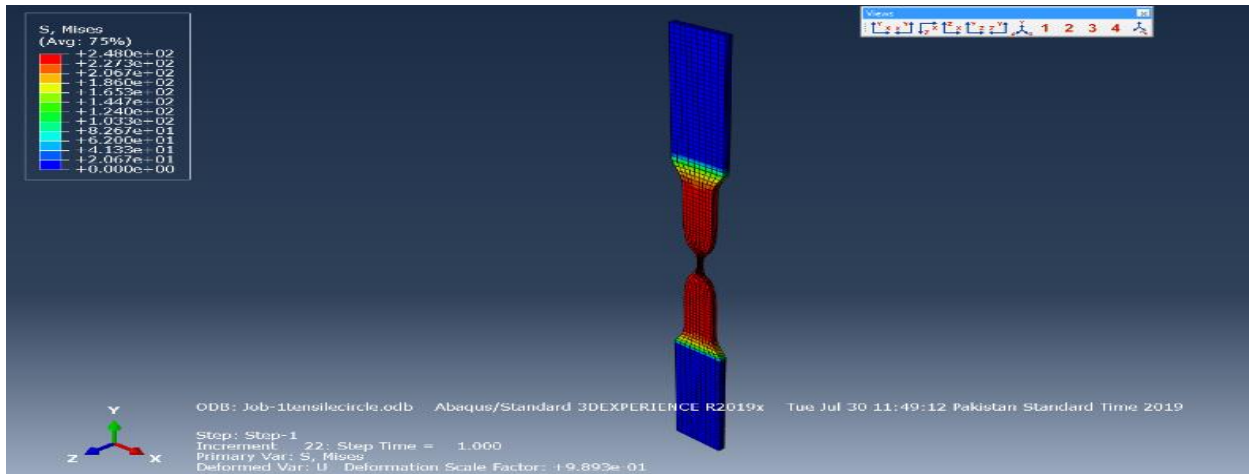 Views
1 2 3 4
S, Mises
(Avg: 75%)
+2.480e+02
+2.273e+02
+2.067e+02
+1.860e+02
+1.653e+02
+1.447e+02
+1.240e+02
+1.033e+02
+8.267e+01
+6.200e+01
+4.133e+01
+2.067e+01
+0.000e+00
ODB: Job-1tensilecircle.odb Abaqus/Standard 3DEXPERIENCE R2019x Tue Jul 30 11:49:12 Pakistan Standard Time 2019
Step: Step-1
Increment 22: Step Time = 1.000
Primary Var: S, Mises
Deformed Var: U Deformation Scale Factor: +9.893e-01
Y
Z X